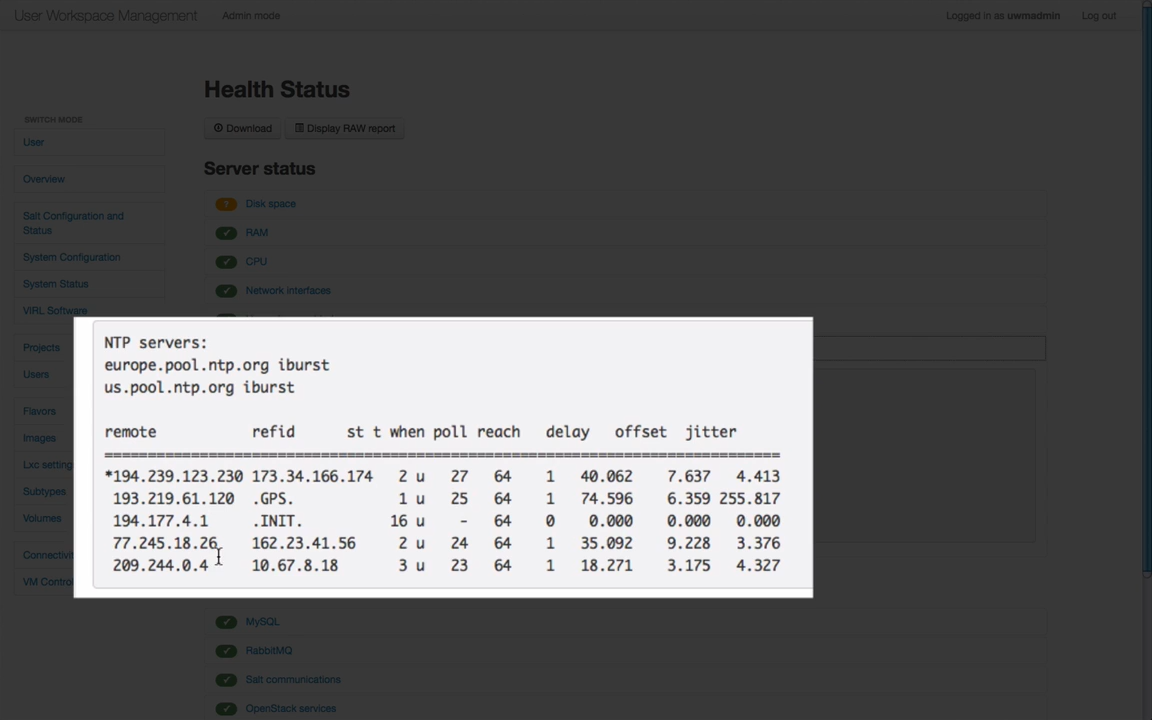 User Workspace Management Admin mode Logged in as uwmadmin Log out
Health Status
SWITCH MODE
User
Overview
Salt Configuration and
Status
System Configuration
System Status
VIRL Software
Projects
Users
Flavors
Images
Lxc setting
Subtypes
Volumes
VM Contro
Download Display RAW report
Server status
Disk space
RAM
CPU
Network interfaces
NTP servers:
europe.pool.ntp.org iburst
us.pool.ntp.org iburst
remote refid st t when poll reach delay offset jitter
==============================================================================
*194.239.123.230 173.34.166.174 2 u 27 64 1 40.062 7.637 4.413
193.219.61.120 .GPS. 1 u 25 64 1 74.596 6.359 255.817
194.177.4.1 .INIT. 16 u - 64 0 0.000 0.000 0.000
77.245.18.26 162.23.41.56 2 u 24 64 1 35.092 9.228 3.376
209.244.0.4 10.67.8.18 3 u 23 64 1 18.271 3.175 4.327
MySQL
RabbitMQ
Salt communications
OpenStack services